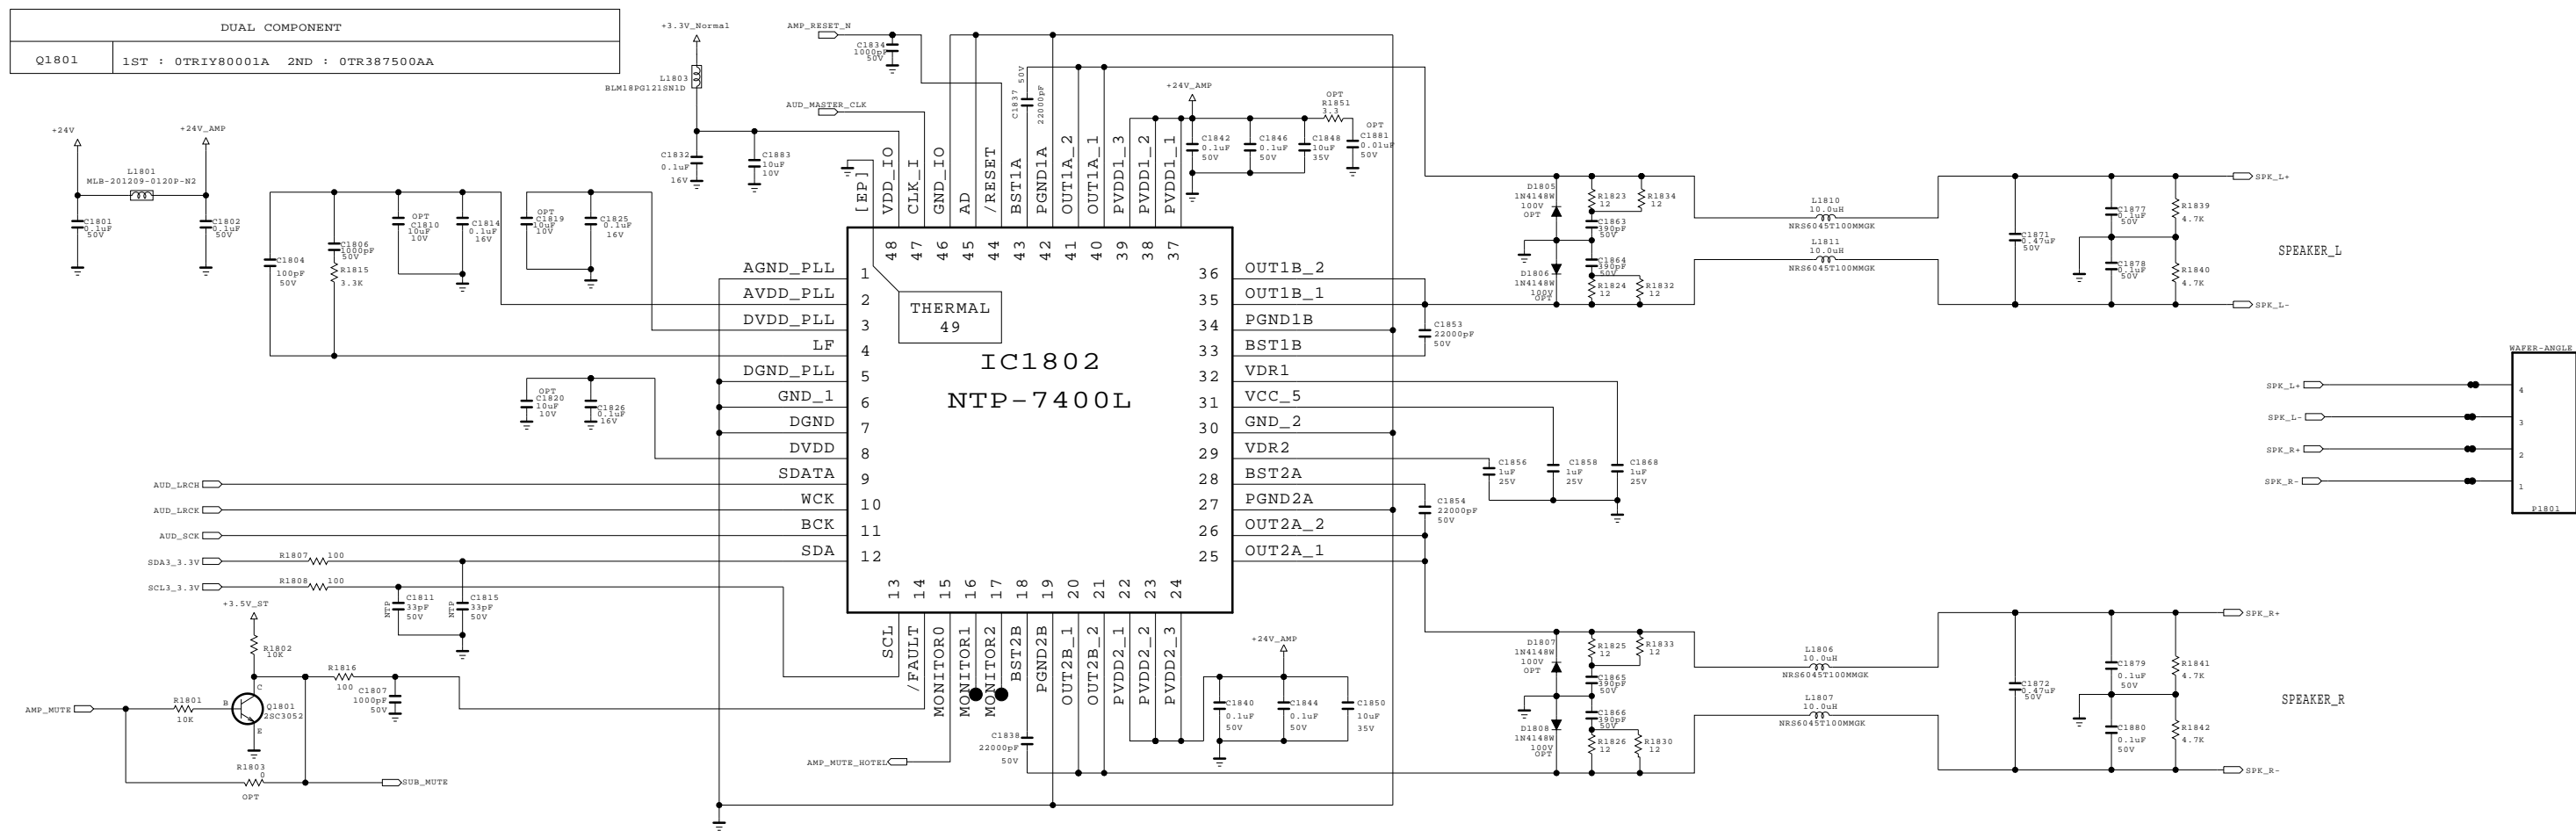 DUAL COMPONENT
Q1801
1ST : 0TRIY80001A 2ND : 0TR387500AA
+3.3V_Normal
L1803
BLM18PG121SN1D
C1832
0.1uF
16V
C1883
10uF
10V
AMP_RESET_N
C1834
1000pF
50V
AUD_MASTER_CLK
C1837
50V
22000pF
+24V_AMP
C1842
0.1uF
50V
C1846
0.1uF
50V
C1848
10uF
35V
OPT
R1851
3.3
OPT
C1881
0.01uF
50V
+24V
+24V_AMP
L1801
MLB-201209-0120P-N2
C1801
0.1uF
50V
C1802
0.1uF
50V
C1804
100pF
50V
C1806
1000pF
50V
R1815
3.3K
OPT
C1810
10uF
10V
C1814
0.1uF
16V
OPT
C1819
10uF
10V
C1825
0.1uF
16V
OPT
C1820
10uF
10V
C1826
0.1uF
16V
[EP]
VDD_IO
CLK_I
GND_IO
AD
/RESET
BST1A
PGND1A
OUT1A_2
OUT1A_1
PVDD1_3
PVDD1_2
PVDD1_1
48
47
46
45
44
43
42
41
40
39
38
37
AGND_PLL 1
AVDD_PLL 2
DVDD_PLL 3
LF 4
DGND_PLL 5
GND_1 6
DGND 7
DVDD 8
SDATA 9
WCK 10
BCK 11
SDA 12
THERMAL
49
IC1802
NTP-7400L
36 OUT1B_2
35 OUT1B_1
34 PGND1B
33 BST1B
32 VDR1
31 VCC_5
30 GND_2
29 VDR2
28 BST2A
27 PGND2A
26 OUT2A_2
25 OUT2A_1
13
14
15
16
17
18
19
20
21
22
23
24
SCL
/FAULT
MONITOR0
MONITOR1
MONITOR2
BST2B
PGND2B
OUT2B_1
OUT2B_2
PVDD2_1
PVDD2_2
PVDD2_3
AUD_LRCH
AUD_LRCK
AUD_SCK
SDA3_3.3V
R1807 100
SCL3_3.3V
R1808 100
NTP
C1811
33pF
50V
NTP
C1815
33pF
50V
+3.5V_ST
R1802
10K
R1816
100
C1807
1000pF
50V
AMP_MUTE
R1801
10K
B
C
E
Q1801
2SC3052
R1803
0
OPT
SUB_MUTE
AMP_MUTE_HOTEL
C1838
22000pF
50V
+24V_AMP
C1840
0.1uF
50V
C1844
0.1uF
50V
C1850
10uF
35V
C1853
22000pF
50V
C1854
22000pF
50V
C1856
1uF
25V
C1858
1uF
25V
C1868
1uF
25V
D1805
1N4148W
100V
OPT
R1823
12
R1834
12
C1863
390pF
50V
C1864
390pF
50V
D1806
1N4148W
100V
OPT
R1824
12
R1832
12
L1810
10.0uH
NRS6045T100MMGK
L1811
10.0uH
NRS6045T100MMGK
C1871
0.47uF
50V
C1877
0.1uF
50V
C1878
0.1uF
50V
R1839
4.7K
R1840
4.7K
SPK_L+
SPEAKER_L
SPK_L-
D1807
1N4148W
100V
OPT
R1825
12
R1833
12
C1865
390pF
50V
C1866
390pF
50V
D1808
1N4148W
100V
OPT
R1826
12
R1830
12
L1806
10.0uH
NRS6045T100MMGK
L1807
10.0uH
NRS6045T100MMGK
C1872
0.47uF
50V
C1879
0.1uF
50V
C1880
0.1uF
50V
R1841
4.7K
R1842
4.7K
SPK_R+
SPEAKER_R
SPK_R-
WAFER-ANGLE
SPK_L+ 4
SPK_L- 3
SPK_R+ 2
SPK_R- 1
P1801